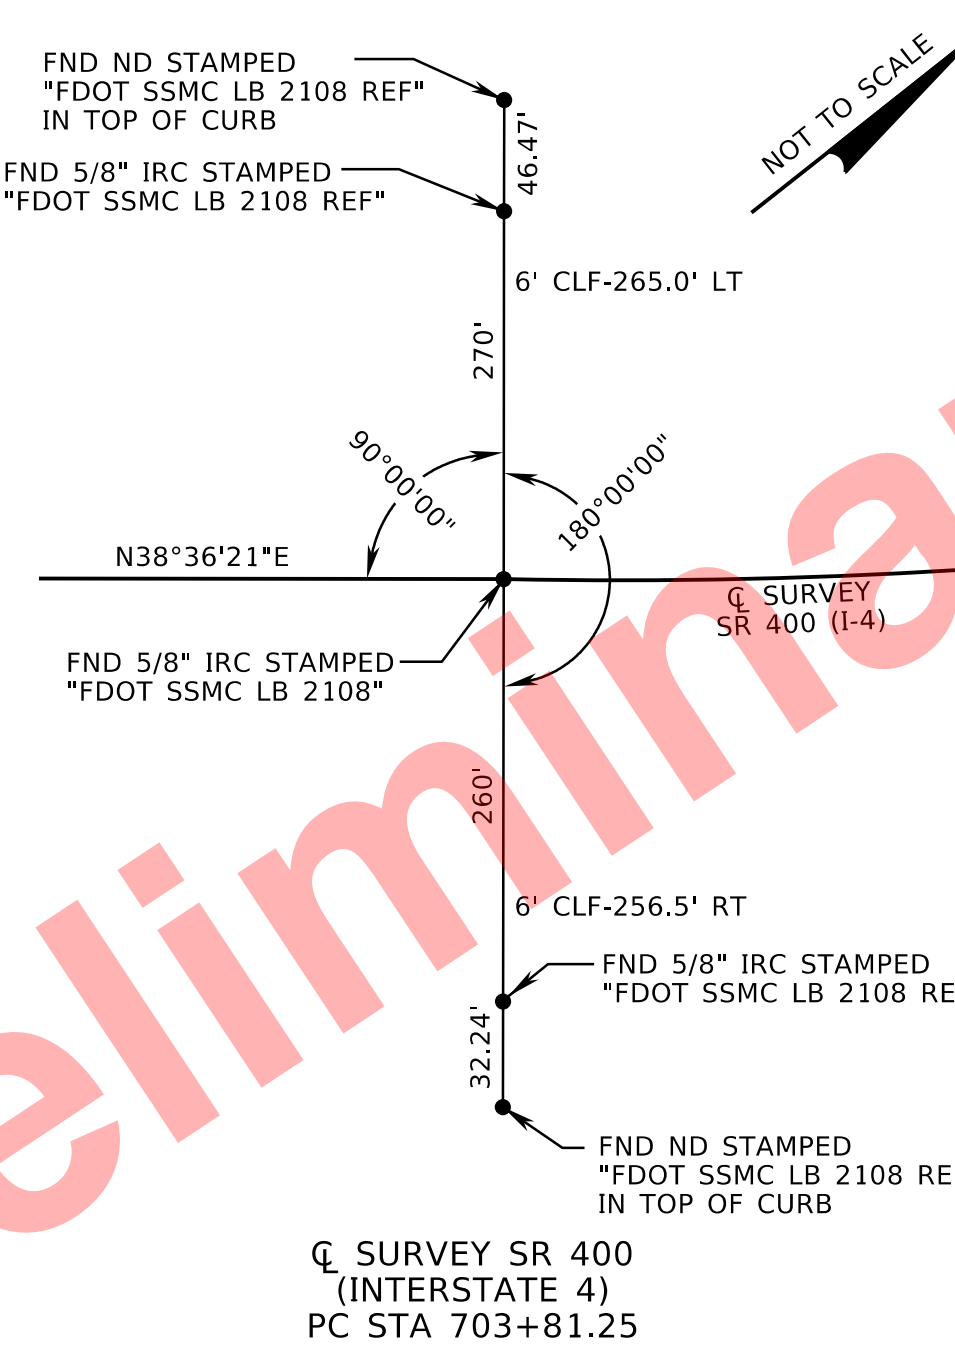 FND ND STAMPED
"FDOT SSMC LB 2108 REF"
IN TOP OF CURB
46.47'
NOT TO SCALE
FND 5/8" IRC STAMPED
"FDOT SSMC LB 2108 REF"
6' CLF-265.0' LT
270'
90°00'00"
180°00'00"
N38°36'21"E
℄ SURVEY
SR 400 (I-4)
FND 5/8" IRC STAMPED
"FDOT SSMC LB 2108"
260'
6' CLF-256.5' RT
FND 5/8" IRC STAMPED
"FDOT SSMC LB 2108 RE
32.24'
FND ND STAMPED
"FDOT SSMC LB 2108 RE
IN TOP OF CURB
℄ SURVEY SR 400
(INTERSTATE 4)
PC STA 703+81.25
elimina